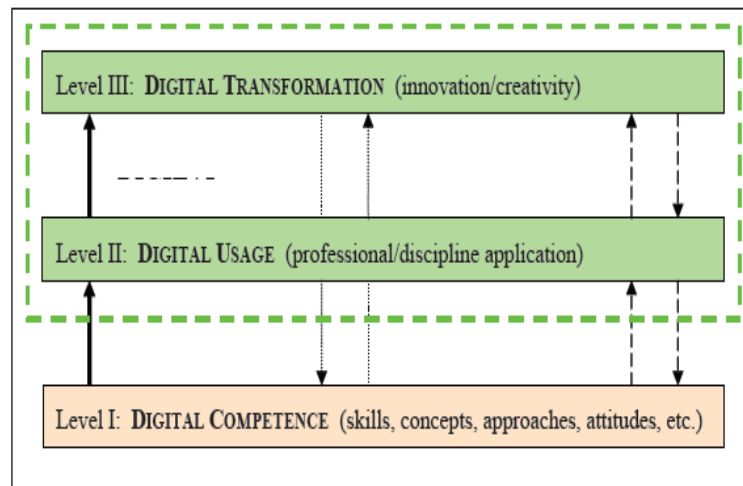 Level III: DIGITAL TRANSFORMATION (innovation/creativity)
Level II: DIGITAL USAGE (professional/discipline application)
Level I: DIGITAL COMPETENCE (skills, concepts, approaches, attitudes, etc.)